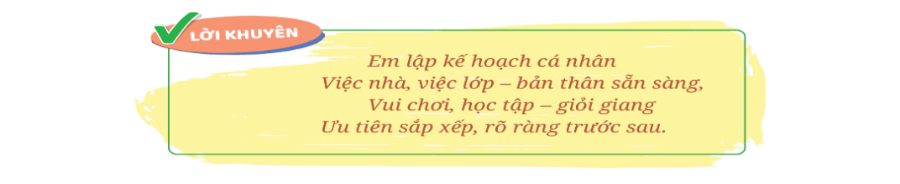 LỜI KHUYÊN
Em lập kế hoạch cá nhân
Việc nhà, việc lớp – bản thân sẵn sàng,
Vui chơi, học tập – giỏi giang
Ưu tiên sắp xếp, rõ ràng trước sau.